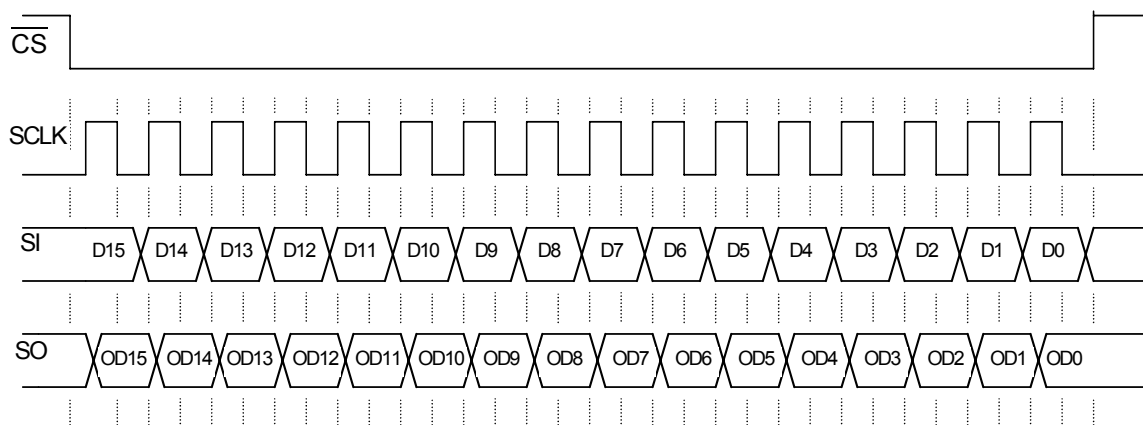 CS
SCLK
SI D15 D14 D13 D12 D11 D10 D9 D8 D7 D6 D5 D4 D3 D2 D1 D0
SO OD15 OD14 OD13 OD12 OD11 OD10 OD9 OD8 OD7 OD6 OD5 OD4 OD3 OD2 OD1 OD0